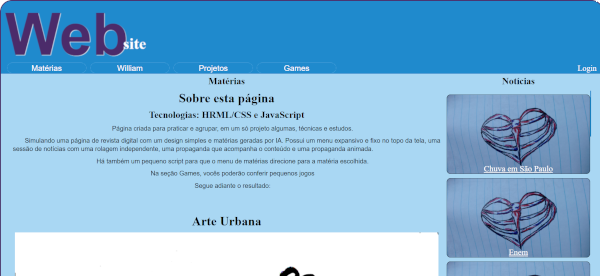 Web
site
Matérias William Projetos Games Login
Matérias
Sobre esta página
Tecnologias: HRML/CSS e JavaScript
Página criada para praticar e agrupar, em um só projeto algumas, técnicas e estudos.
Simulando uma página de revista digital com um design simples e matérias geradas por IA. Possui um menu expansivo e fixo no topo da tela, uma
sessão de notícias com uma rolagem independente, uma propaganda que acompanha o conteúdo e uma propaganda animada.
Há também um pequeno script para que o menu de matérias direcione para a matéria escolhida.
Na seção Games, vocês poderão conferir pequenos jogos
Segue adiante o resultado:
Arte Urbana
Notícias
Chuva em São Paulo
Enem